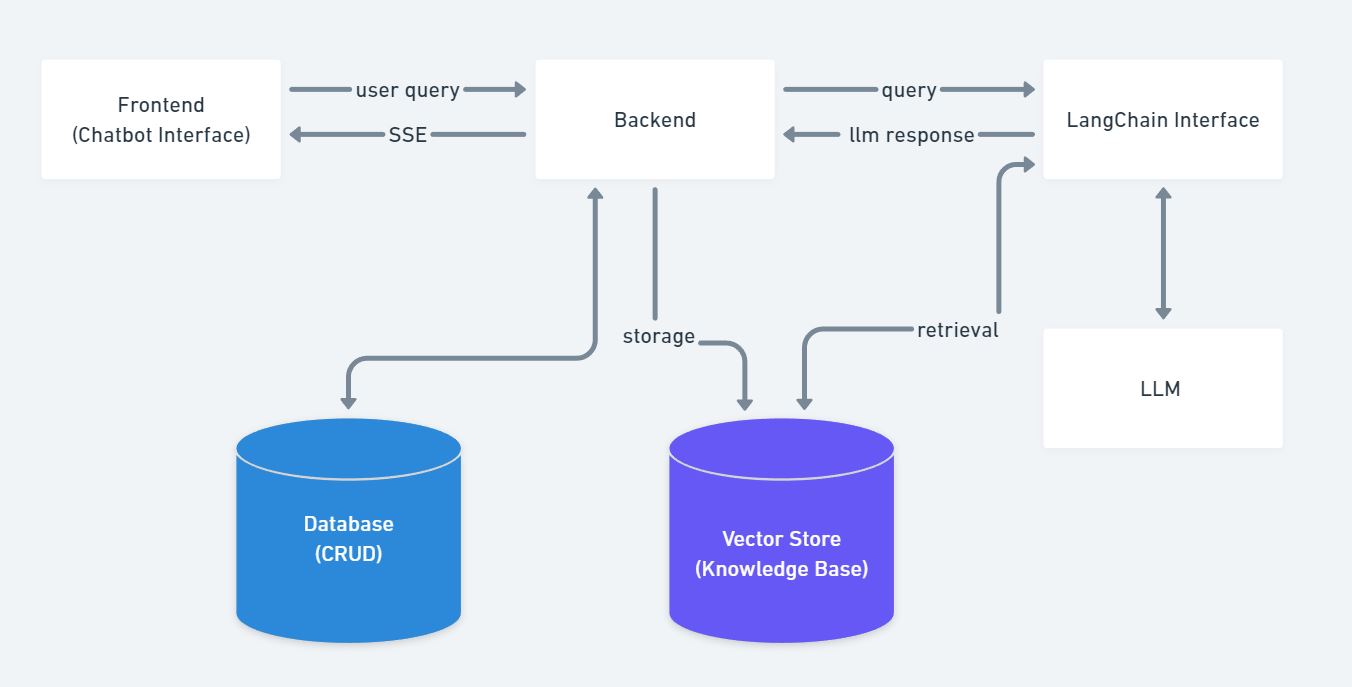 Frontend
(Chatbot Interface)
user query
SSE
Backend
query
llm response
LangChain Interface
storage
retrieval
LLM
Database
(CRUD)
Vector Store
(Knowledge Base)